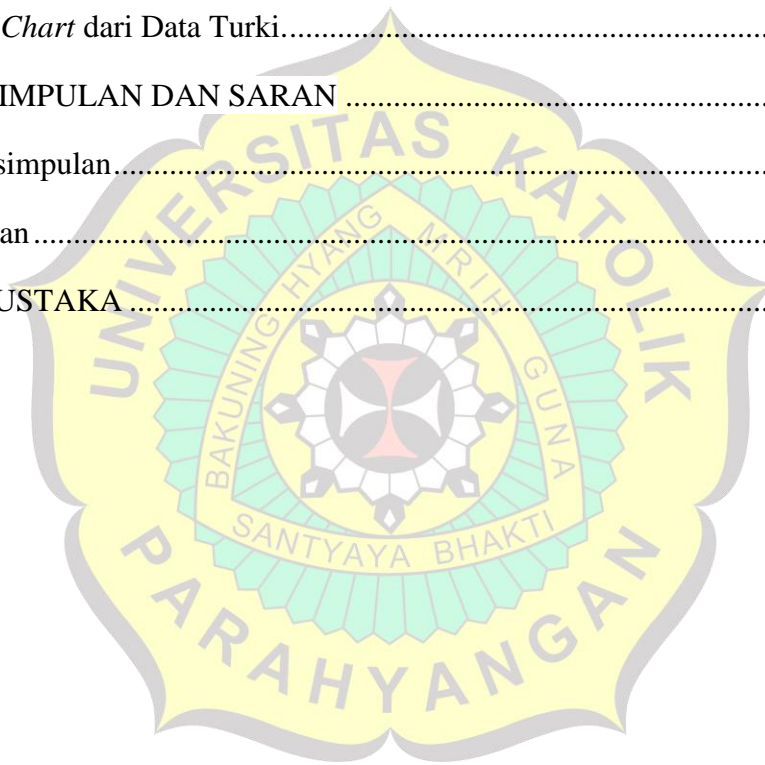 Chart dari Data Turki............................................................
IMPULAN DAN SARAN ............................................................
simpulan............................................................
an ............................................................
USTAKA ............................................................
UNIVERSITAS KATOLIK
PARAHYANGAN
BAKUNING HYANG MRIH GUNA
SANTYAYA BHAKTI